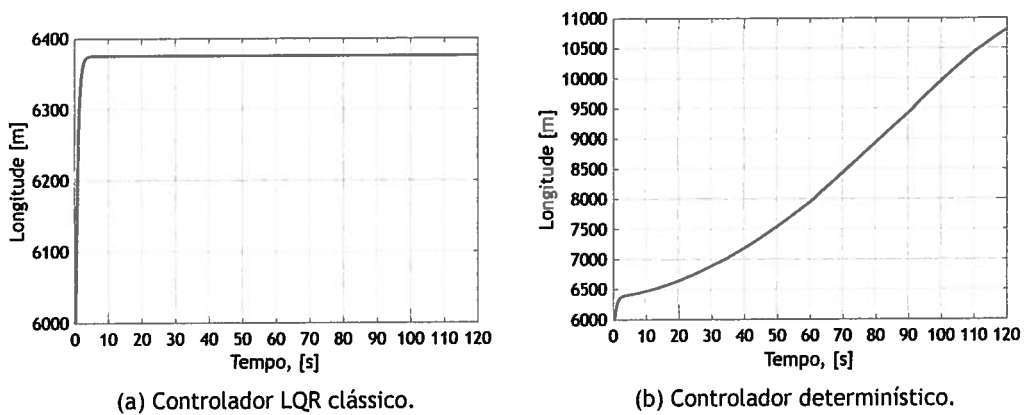 6400
6300
6200
6100
6000
Longitude [m]
0 10 20 30 40 50 60 70 80 90 100 110 120
Tempo, [s]
(a) Controlador LQR clássico.
11000
10500
10000
9500
9000
8500
8000
7500
7000
6500
6000
Longitude [m]
0 10 20 30 40 50 60 70 80 90 100 110 120
Tempo, [s]
(b) Controlador determinístico.